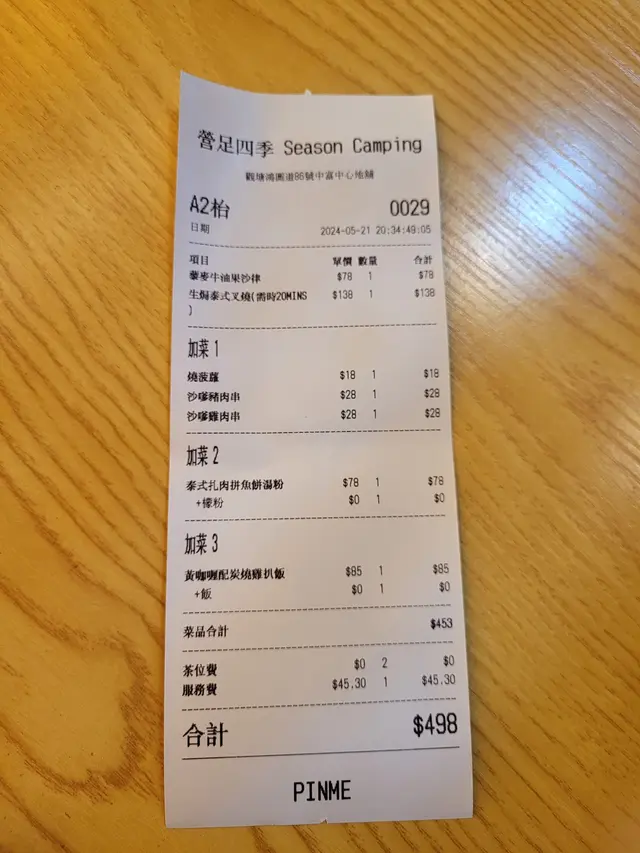 營足四季 Season Camping
觀塘鴻圖道86號中富中心地舖
A2枱 0029
日期 2024-05-21 20:34:49:05
項目 單價 數量 合計
藜麥牛油果沙律 $78 1 $78
生焗泰式叉燒(需時20MINS $138 1 $138
)
加菜 1
燒菠蘿 $18 1 $18
沙嗲豬肉串 $28 1 $28
沙嗲雞肉串 $28 1 $28
加菜 2
泰式扎肉拼魚餅湯粉 $78 1 $78
+檬粉 $0 1 $0
加菜 3
黃咖喱配炭燒雞扒飯 $85 1 $85
+飯 $0 1 $0
菜品合計 $453
茶位費 $0 2 $0
服務費 $45.30 1 $45.30
合計 $498
PINME